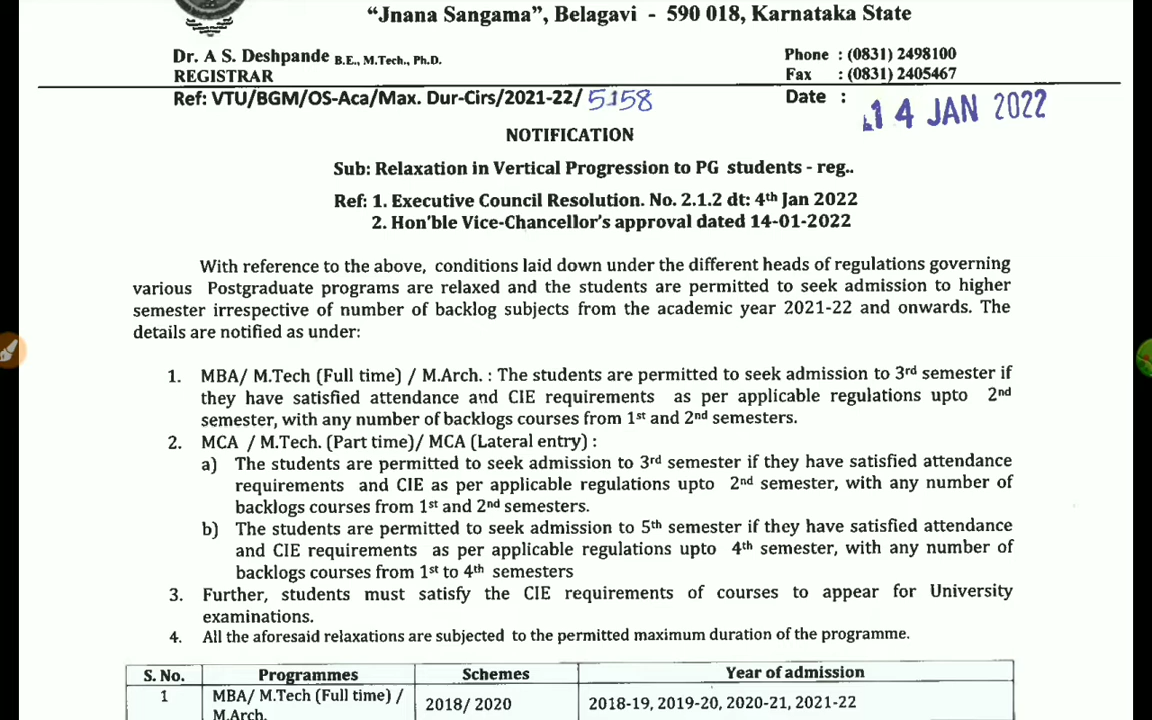 “Jnana Sangama”, Belagavi - 590 018, Karnataka State
Dr. A S. Deshpande B.E., M.Tech., Ph.D.
REGISTRAR
Phone : (0831) 2498100
Fax : (0831) 2405467
Ref: VTU/BGM/OS-Aca/Max. Dur-Cirs/2021-22/ 5158
Date : 14 JAN 2022
NOTIFICATION
Sub: Relaxation in Vertical Progression to PG students - reg..
Ref: 1. Executive Council Resolution. No. 2.1.2 dt: 4th Jan 2022
2. Hon'ble Vice-Chancellor's approval dated 14-01-2022
With reference to the above, conditions laid down under the different heads of regulations governing
various Postgraduate programs are relaxed and the students are permitted to seek admission to higher
semester irrespective of number of backlog subjects from the academic year 2021-22 and onwards. The
details are notified as under:
1. MBA/ M.Tech (Full time) / M.Arch. : The students are permitted to seek admission to 3rd semester if
they have satisfied attendance and CIE requirements as per applicable regulations upto 2nd
semester, with any number of backlogs courses from 1st and 2nd semesters.
2. MCA / M.Tech. (Part time)/ MCA (Lateral entry) :
a) The students are permitted to seek admission to 3rd semester if they have satisfied attendance
requirements and CIE as per applicable regulations upto 2nd semester, with any number of
backlogs courses from 1st and 2nd semesters.
b) The students are permitted to seek admission to 5th semester if they have satisfied attendance
and CIE requirements as per applicable regulations upto 4th semester, with any number of
backlogs courses from 1st to 4th semesters
3. Further, students must satisfy the CIE requirements of courses to appear for University
examinations.
4. All the aforesaid relaxations are subjected to the permitted maximum duration of the programme.
S. No. Programmes Schemes Year of admission
1 MBA/ M.Tech (Full time) / 2018/ 2020 2018-19, 2019-20, 2020-21, 2021-22
M.Arch.